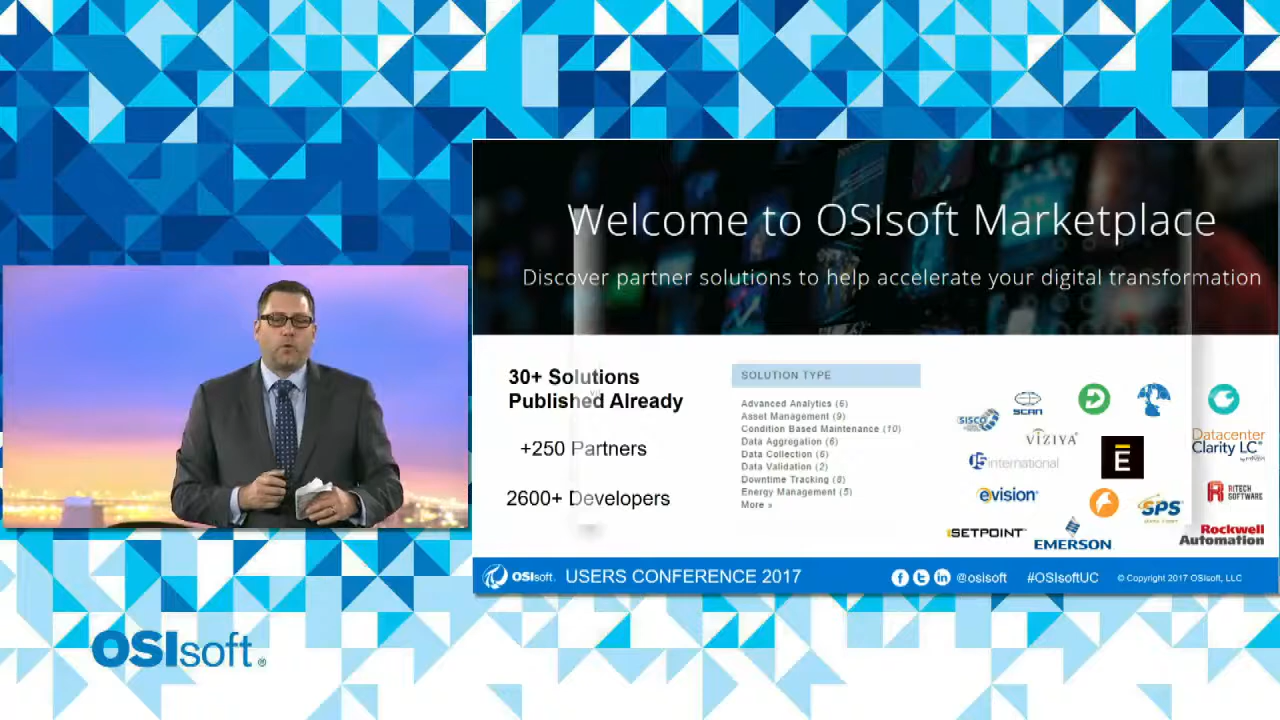 Welcome to OSIsoft Marketplace
Discover partner solutions to help accelerate your digital transformation
30+ Solutions
Published Already
+250 Partners
2600+ Developers
SOLUTION TYPE
Advanced Analytics (6)
Asset Management (9)
Condition Based Maintenance (10)
Data Aggregation (6)
Data Collection (6)
Data Validation (2)
Downtime Tracking (8)
Energy Management (5)
More »
SISCO
SCAN
VIZIYA
international
E
Datacenter
Clarity LC®
evision®
SPS
RITECH
SOFTWARE
SETPOINT™
EMERSON
Rockwell
Automation
OSIsoft. USERS CONFERENCE 2017
@osisoft #OSIsoftUC © Copyright 2017 OSIsoft, LLC
OSIsoft®